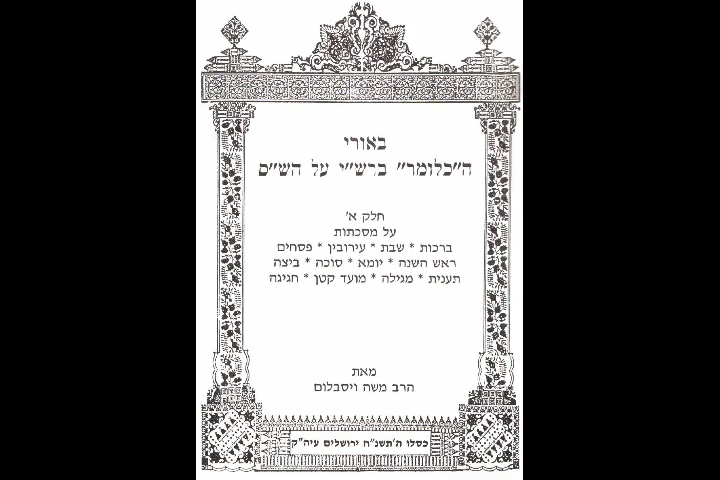 באורי
ה"כלומר" ברש"י על הש"ס
חלק א'
על מסכתות
ברכות * שבת * עירובין * פסחים
ראש השנה * יומא * סוכה * ביצה
תענית * מגילה * מועד קטן * חגיגה
מאת
הרב משה ויסבלום
כסלו ה'תשנ"ח ירושלים עיה"ק